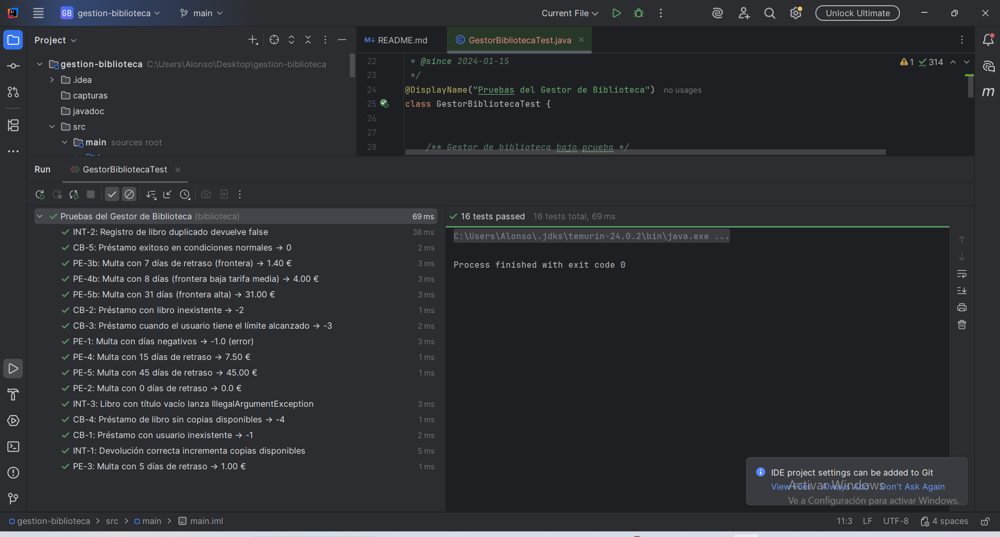 GB gestion-biblioteca main Current File Unlock Ultimate
Project
README.md GestorBibliotecaTest.java
gestion-biblioteca C:\Users\Alonso\Desktop\gestion-biblioteca
.idea
capturas
javadoc
src
main sources root
22 * @since 2024-01-15
23 */
24 @DisplayName("Pruebas del Gestor de Biblioteca") no usages
25 class GestorBibliotecaTest {
26
27
28 /** Gestor de biblioteca bajo prueba */
1 314
m
Run GestorBibliotecaTest
Pruebas del Gestor de Biblioteca (biblioteca) 69 ms
INT-2: Registro de libro duplicado devuelve false 38 ms
CB-5: Préstamo exitoso en condiciones normales → 0 2 ms
PE-3b: Multa con 7 días de retraso (frontera) → 1.40 € 3 ms
PE-4b: Multa con 8 días (frontera baja tarifa media) → 4.00 € 3 ms
PE-5b: Multa con 31 días (frontera alta) → 31.00 € 3 ms
CB-2: Préstamo con libro inexistente → -2 1 ms
CB-3: Préstamo cuando el usuario tiene el límite alcanzado → -3 2 ms
PE-1: Multa con días negativos → -1.0 (error) 3 ms
PE-4: Multa con 15 días de retraso → 7.50 € 1 ms
PE-5: Multa con 45 días de retraso → 45.00 € 1 ms
PE-2: Multa con 0 días de retraso → 0.0 €
INT-3: Libro con título vacío lanza IllegalArgumentException 3 ms
CB-4: Préstamo de libro sin copias disponibles → -4 1 ms
CB-1: Préstamo con usuario inexistente → -1 2 ms
INT-1: Devolución correcta incrementa copias disponibles 5 ms
PE-3: Multa con 5 días de retraso → 1.00 € 1 ms
16 tests passed 16 tests total, 69 ms
C:\Users\Alonso\.jdks\temurin-24.0.2\bin\java.exe ...
Process finished with exit code 0
IDE project settings can be added to Git
View Files Always Add Don't Ask Again
Activar Windows
Ve a Configuración para activar Windows.
gestion-biblioteca > src > main > main.iml
11:3 LF UTF-8 4 spaces